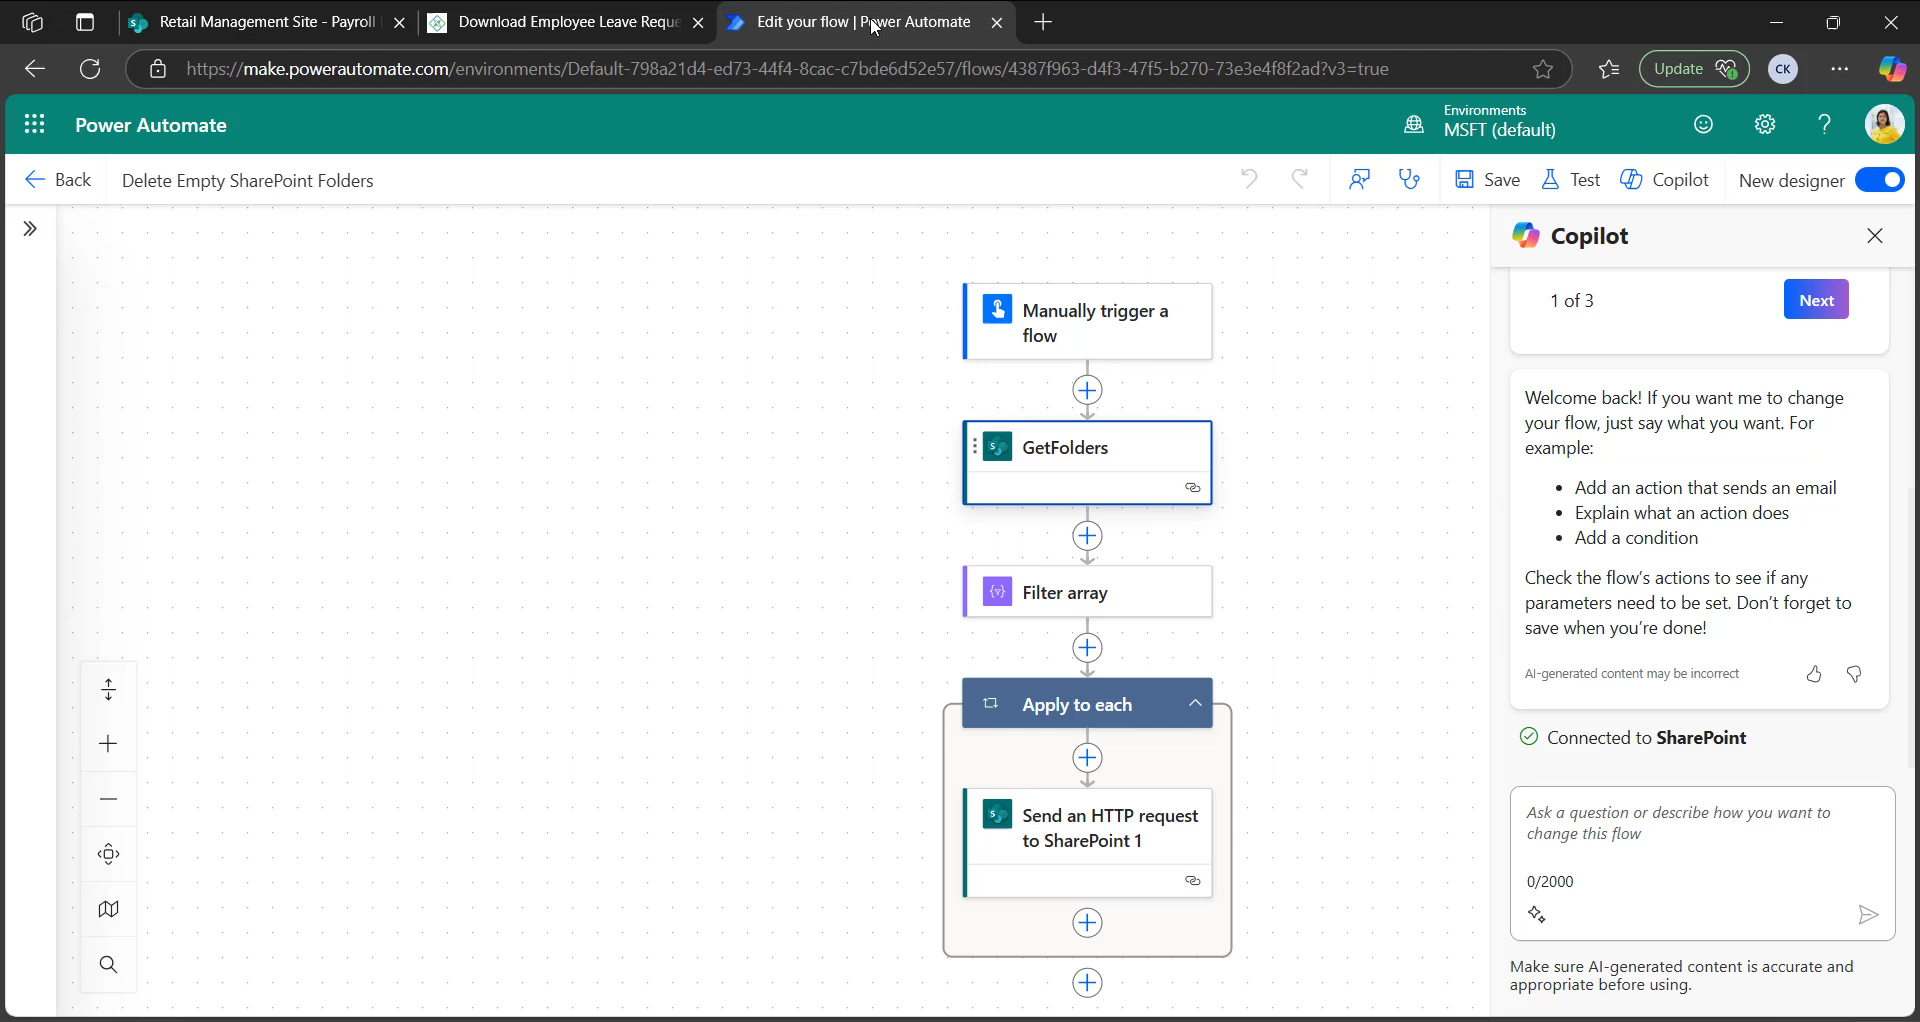 Retail Management Site - Payroll
Download Employee Leave Reque
Edit your flow | Power Automate
https://make.powerautomate.com/environments/Default-798a21d4-ed73-44f4-8cac-c7bde6d52e57/flows/4387f963-d4f3-47f5-b270-73e3e4f8f2ad?v3=true
Update
CK
Power Automate
Environments
MSFT (default)
Back
Delete Empty SharePoint Folders
Save
Test
Copilot
New designer
Manually trigger a
flow
GetFolders
Filter array
Apply to each
Send an HTTP request
to SharePoint 1
Copilot
1 of 3
Next
Welcome back! If you want me to change
your flow, just say what you want. For
example:
• Add an action that sends an email
• Explain what an action does
• Add a condition
Check the flow's actions to see if any
parameters need to be set. Don't forget to
save when you're done!
AI-generated content may be incorrect
Connected to SharePoint
Ask a question or describe how you want to
change this flow
0/2000
Make sure AI-generated content is accurate and
appropriate before using.